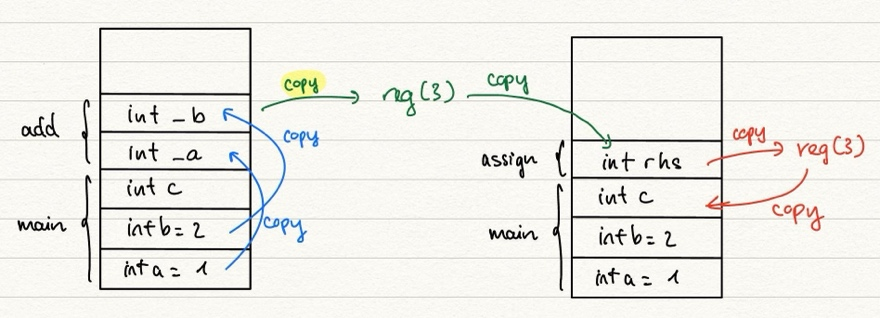 copy
reg(3)
copy
add
int _b
copy
int _a
int c
main
int b = 2
copy
int a = 1
assign
int rhs
copy
reg(3)
int c
copy
main
int b = 2
int a = 1